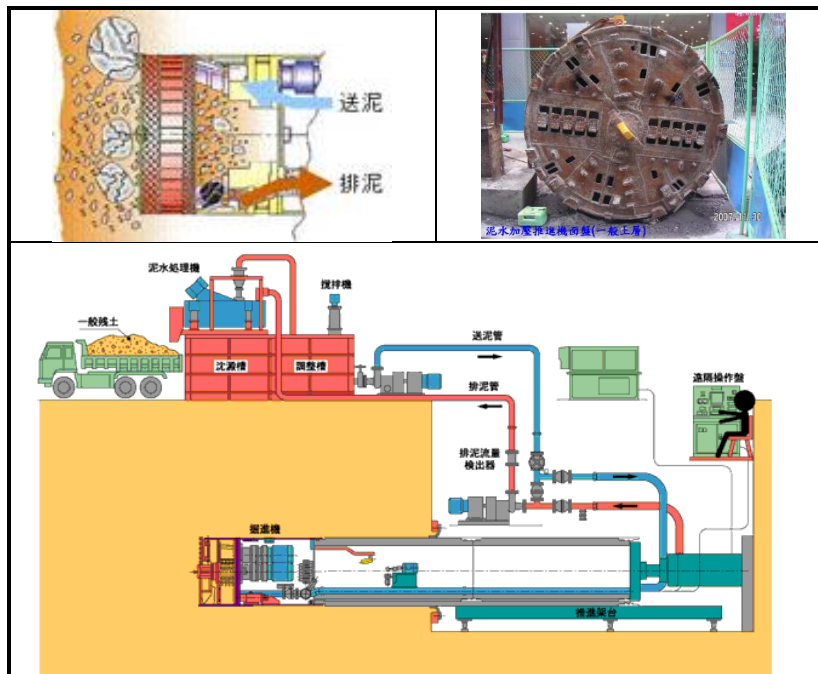 送泥
排泥
泥水加壓推進機面盤(一般土層)
泥水処理機
撹拌機
一般残土
沈澱槽
調整槽
送泥管
排泥管
遠隔操作盤
排泥流量
検出器
掘進機
推進架台